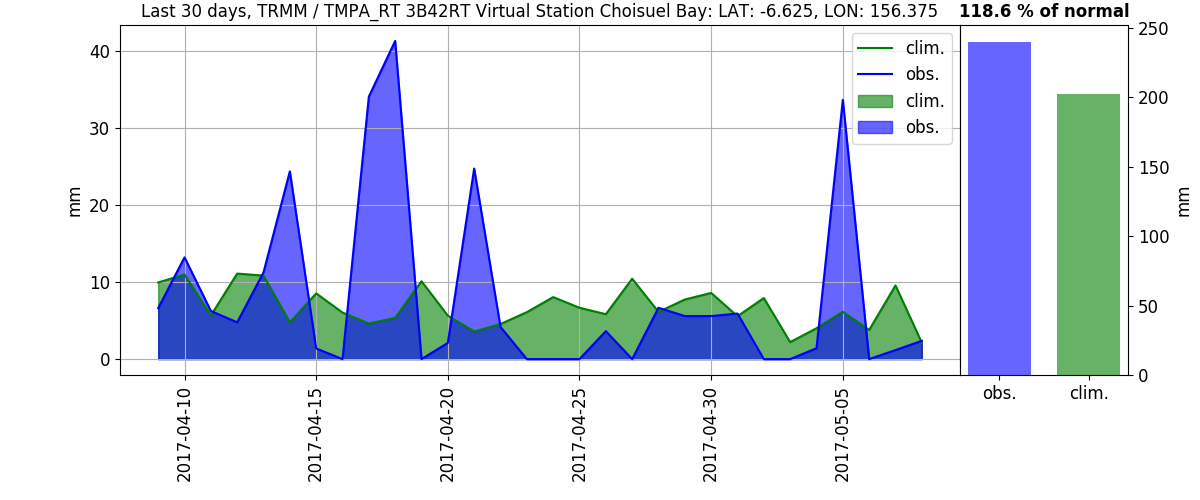 Last 30 days, TRMM / TMPA_RT 3B42RT Virtual Station Choisuel Bay: LAT: -6.625, LON: 156.375
118.6 % of normal
40
30
20
10
0
mm
clim.
obs.
clim.
obs.
2017-04-10
2017-04-15
2017-04-20
2017-04-25
2017-04-30
2017-05-05
250
200
150
100
50
0
mm
obs.
clim.